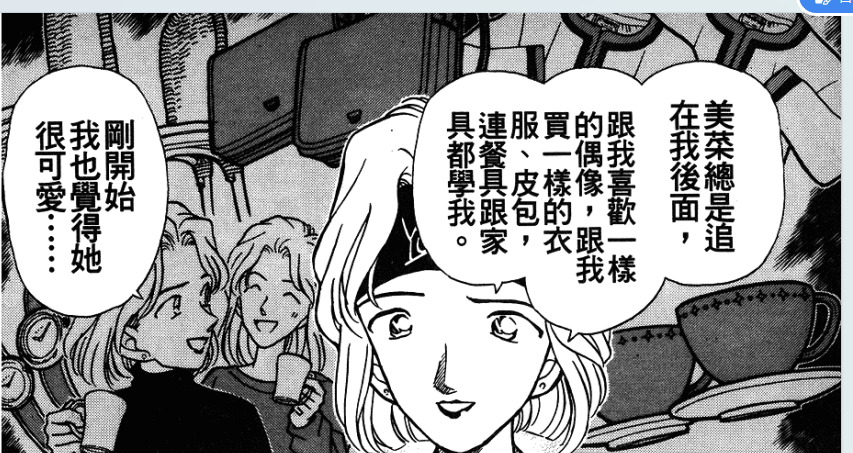 美菜總是追
在我後面，
跟我喜歡一樣
的偶像，跟我
買一樣的衣
服、皮包，
連餐具跟家
具都學我。
剛開始
我也覺得她
很可愛……